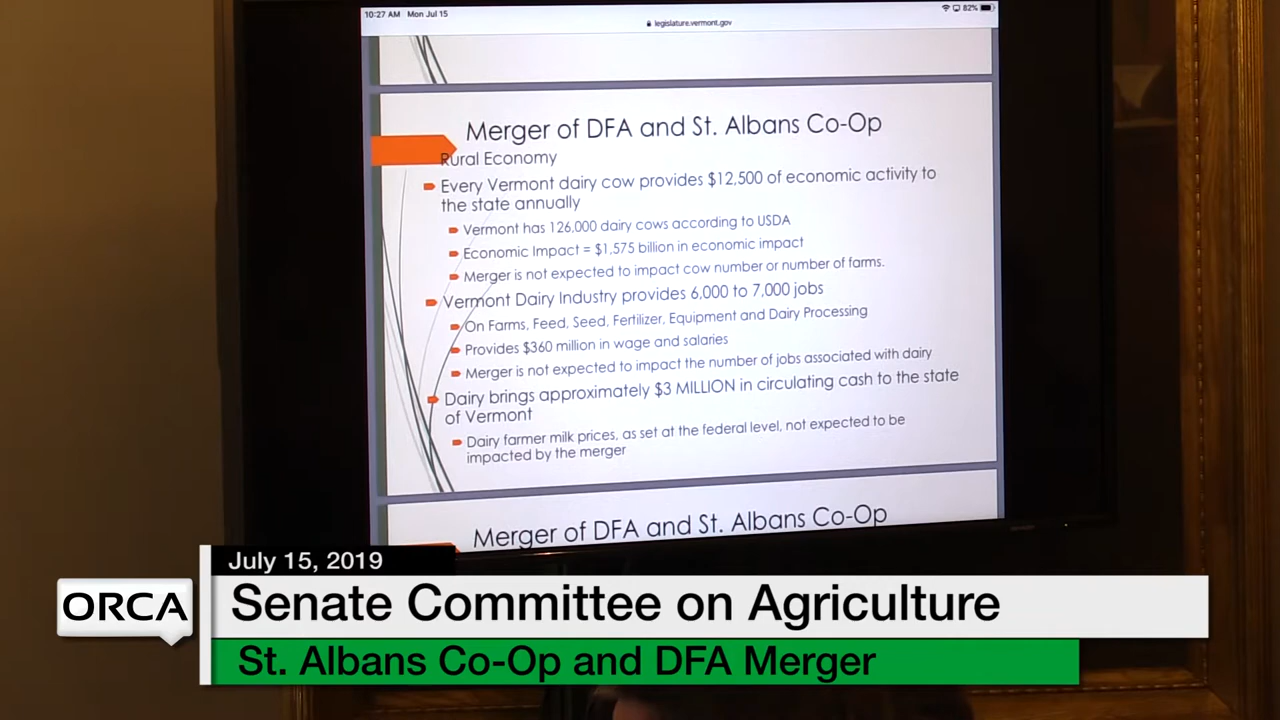 10:27 AM Mon Jul 15
82%
legislature.vermont.gov
Merger of DFA and St. Albans Co-Op
Rural Economy
Every Vermont dairy cow provides $12,500 of economic activity to
the state annually
Vermont has 126,000 dairy cows according to USDA
Economic Impact = $1,575 billion in economic impact
Merger is not expected to impact cow number or number of farms.
Vermont Dairy Industry provides 6,000 to 7,000 jobs
On Farms, Feed, Seed, Fertilizer, Equipment and Dairy Processing
Provides $360 million in wage and salaries
Merger is not expected to impact the number of jobs associated with dairy
Dairy brings approximately $3 MILLION in circulating cash to the state
of Vermont
Dairy farmer milk prices, as set at the federal level, not expected to be
impacted by the merger
Merger of DFA and St. Albans Co-Op
July 15, 2019
ORCA
Senate Committee on Agriculture
St. Albans Co-Op and DFA Merger